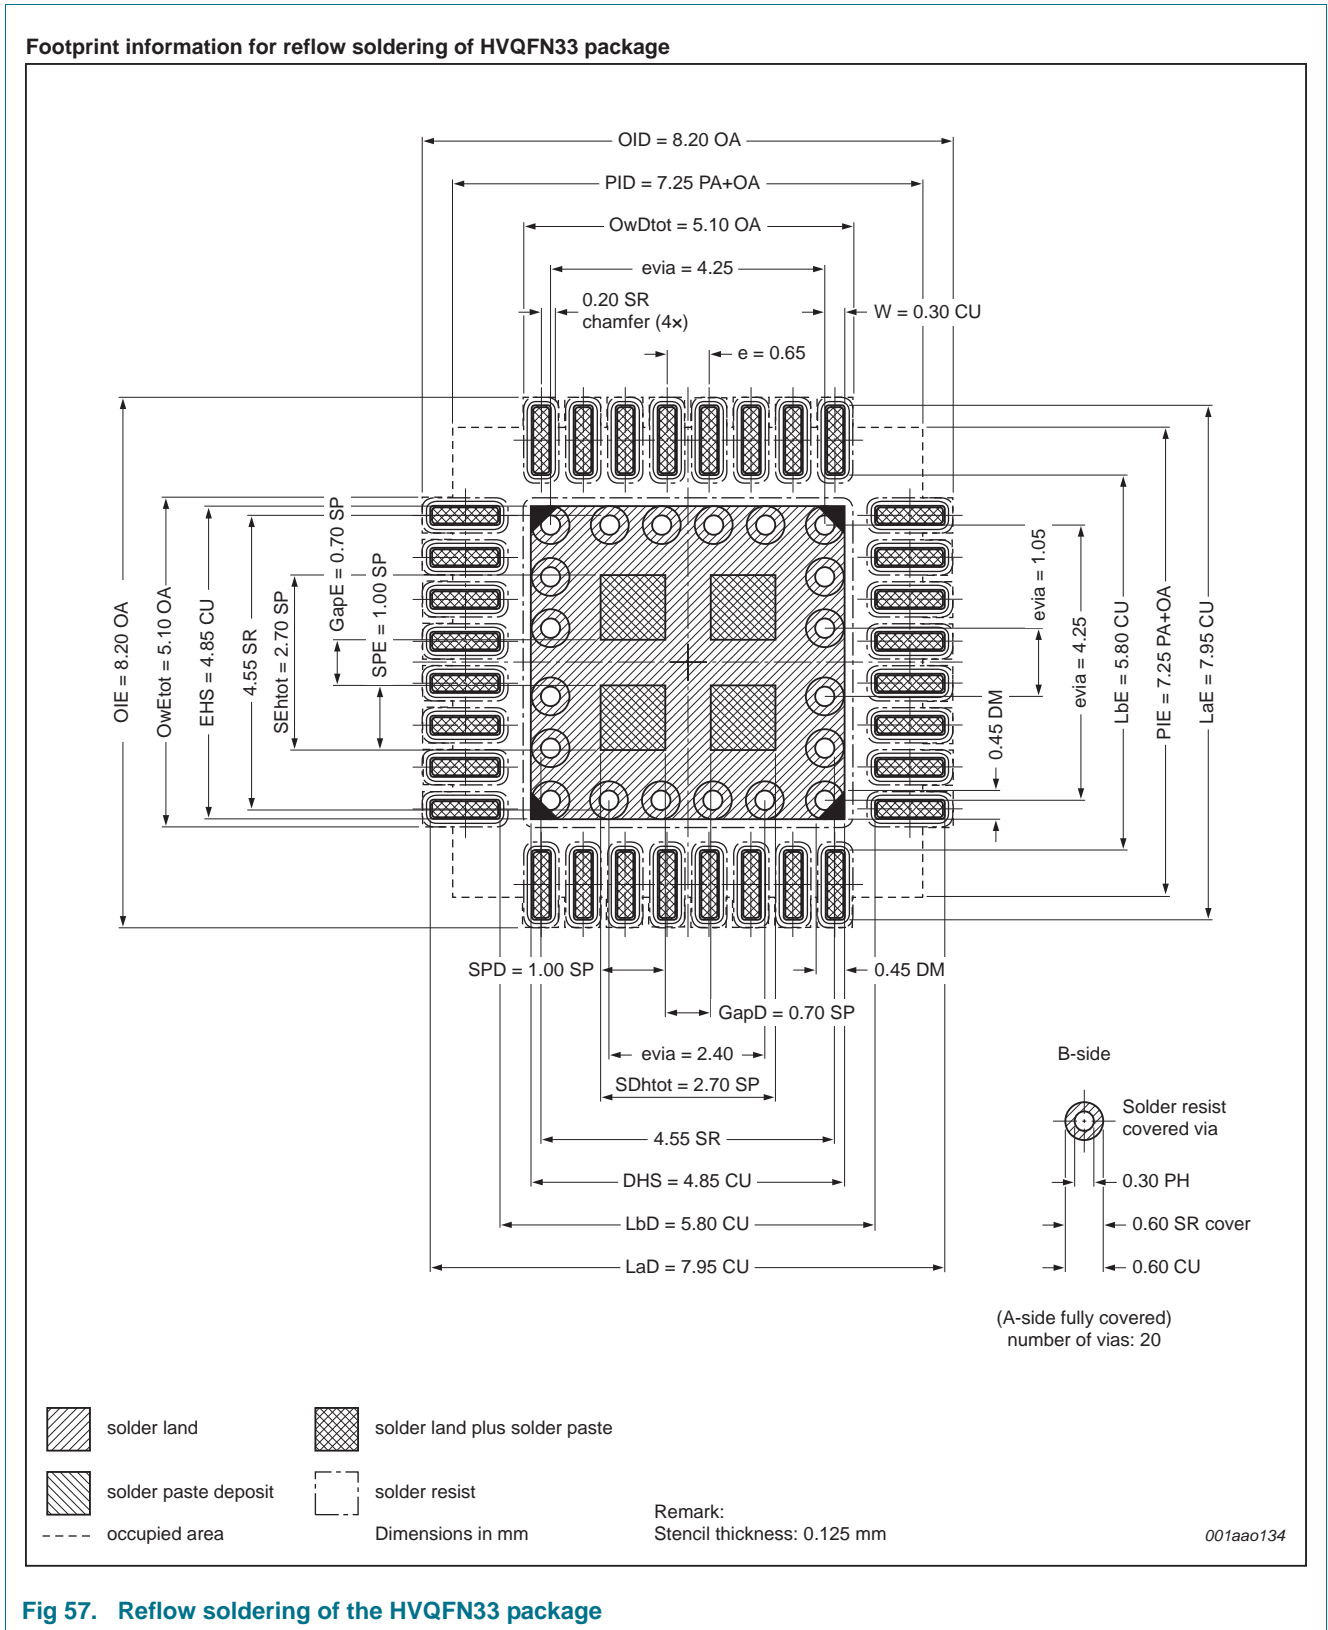 Footprint information for reflow soldering of HVQFN33 package
OID = 8.20 OA
PID = 7.25 PA+OA
OwDtot = 5.10 OA
evia = 4.25
0.20 SR
chamfer (4×)
W = 0.30 CU
e = 0.65
OIE = 8.20 OA
OwEtot = 5.10 OA
EHS = 4.85 CU
4.55 SR
SEhtot = 2.70 SP
GapE = 0.70 SP
SPE = 1.00 SP
evia = 1.05
0.45 DM
evia = 4.25
LbE = 5.80 CU
PIE = 7.25 PA+OA
LaE = 7.95 CU
SPD = 1.00 SP
0.45 DM
GapD = 0.70 SP
evia = 2.40
SDhtot = 2.70 SP
4.55 SR
DHS = 4.85 CU
LbD = 5.80 CU
LaD = 7.95 CU
B-side
Solder resist
covered via
0.30 PH
0.60 SR cover
0.60 CU
(A-side fully covered)
number of vias: 20
solder land
solder land plus solder paste
solder paste deposit
solder resist
occupied area
Dimensions in mm
Remark:
Stencil thickness: 0.125 mm
001aao134
Fig 57. Reflow soldering of the HVQFN33 package